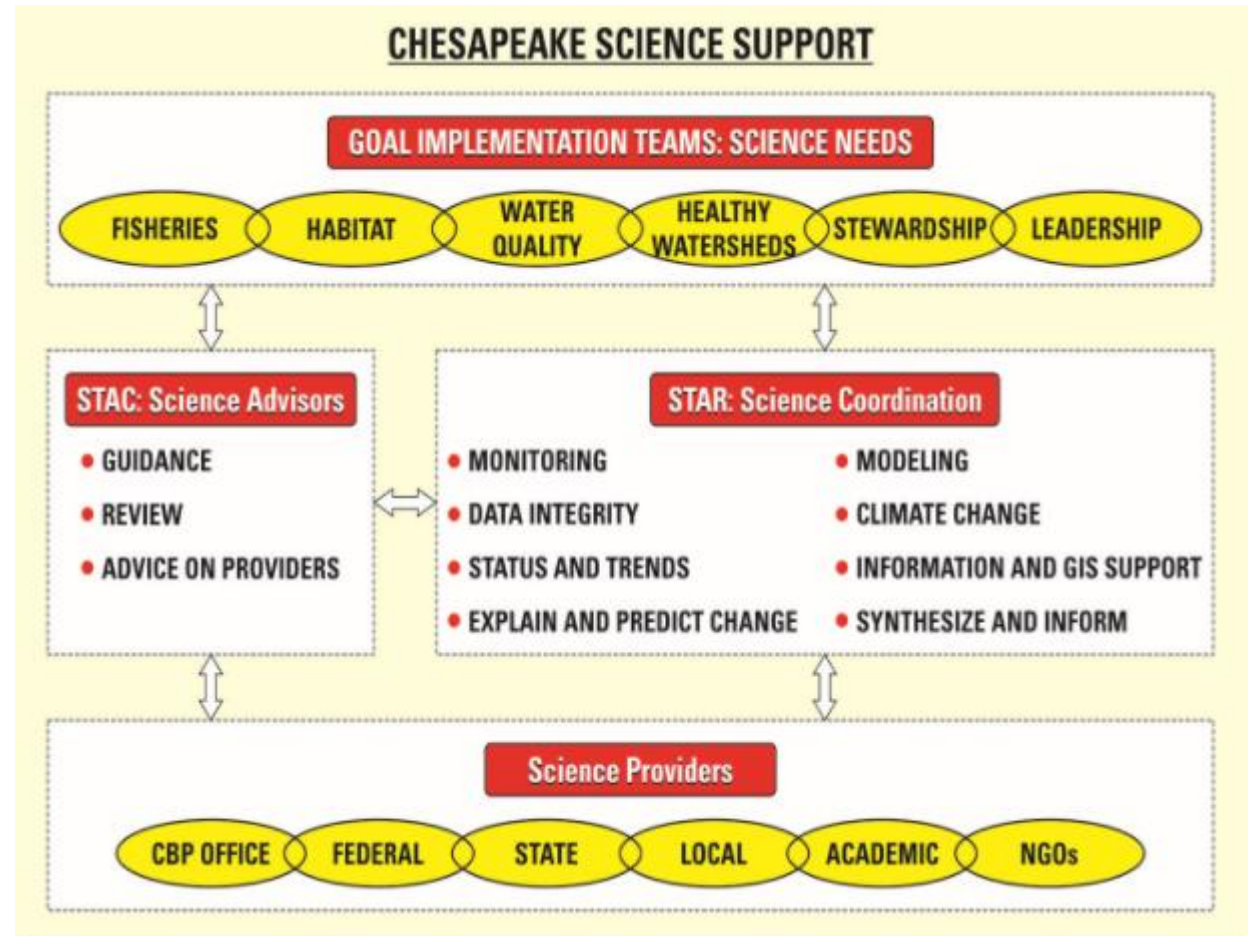 CHESAPEAKE SCIENCE SUPPORT
GOAL IMPLEMENTATION TEAMS: SCIENCE NEEDS
FISHERIES
HABITAT
WATER
QUALITY
HEALTHY
WATERSHEDS
STEWARDSHIP
LEADERSHIP
STAC: Science Advisors
• GUIDANCE
• REVIEW
• ADVICE ON PROVIDERS
STAR: Science Coordination
• MONITORING
• DATA INTEGRITY
• STATUS AND TRENDS
• EXPLAIN AND PREDICT CHANGE
• MODELING
• CLIMATE CHANGE
• INFORMATION AND GIS SUPPORT
• SYNTHESIZE AND INFORM
Science Providers
CBP OFFICE
FEDERAL
STATE
LOCAL
ACADEMIC
NGOs